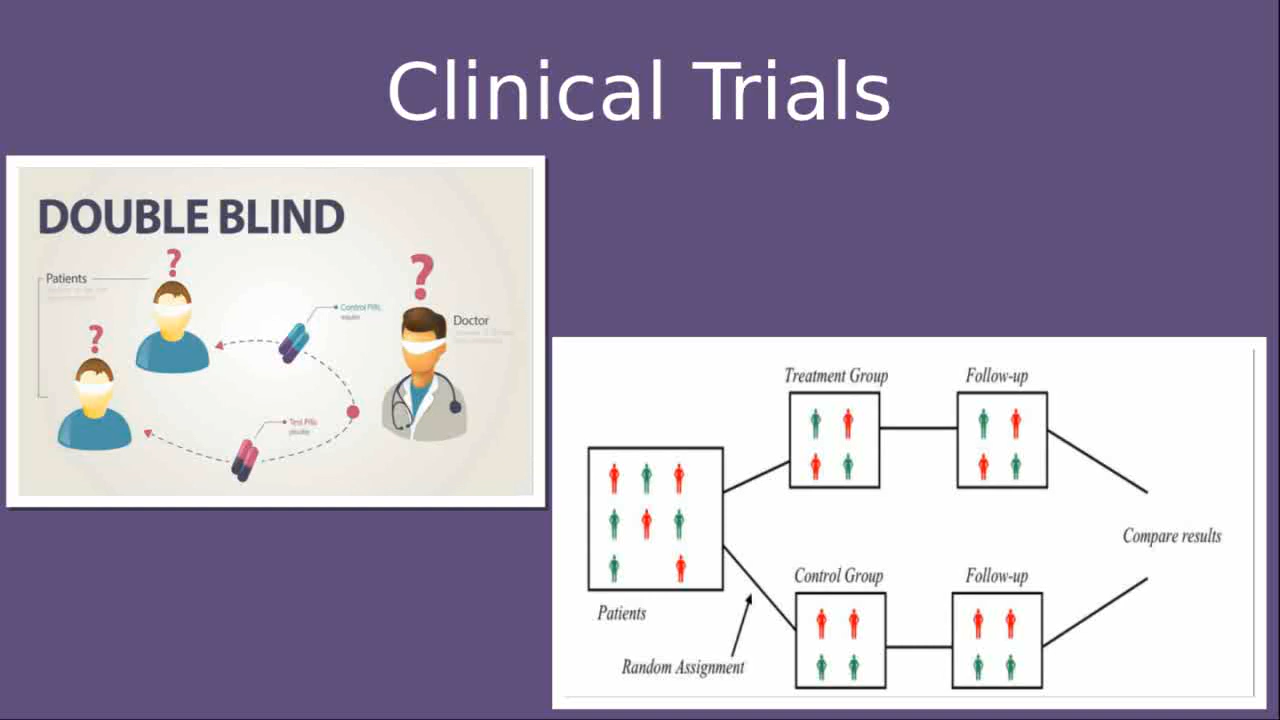 Clinical Trials
DOUBLE BLIND
Patients
Control Pills
Doctor
Test Pills
Treatment Group
Follow-up
Compare results
Control Group
Follow-up
Patients
Random Assignment